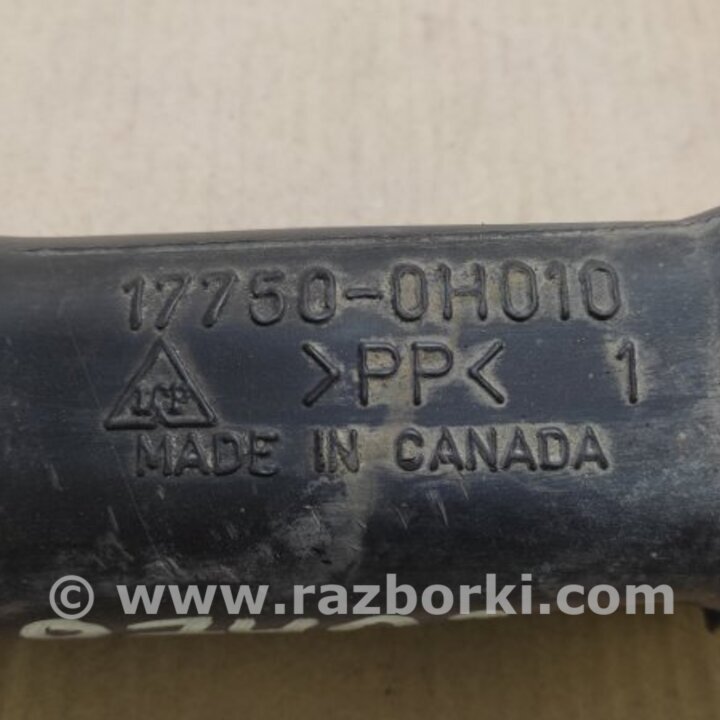 17750-0H010
>PP< 1
MADE IN CANADA
© www.razborki.com